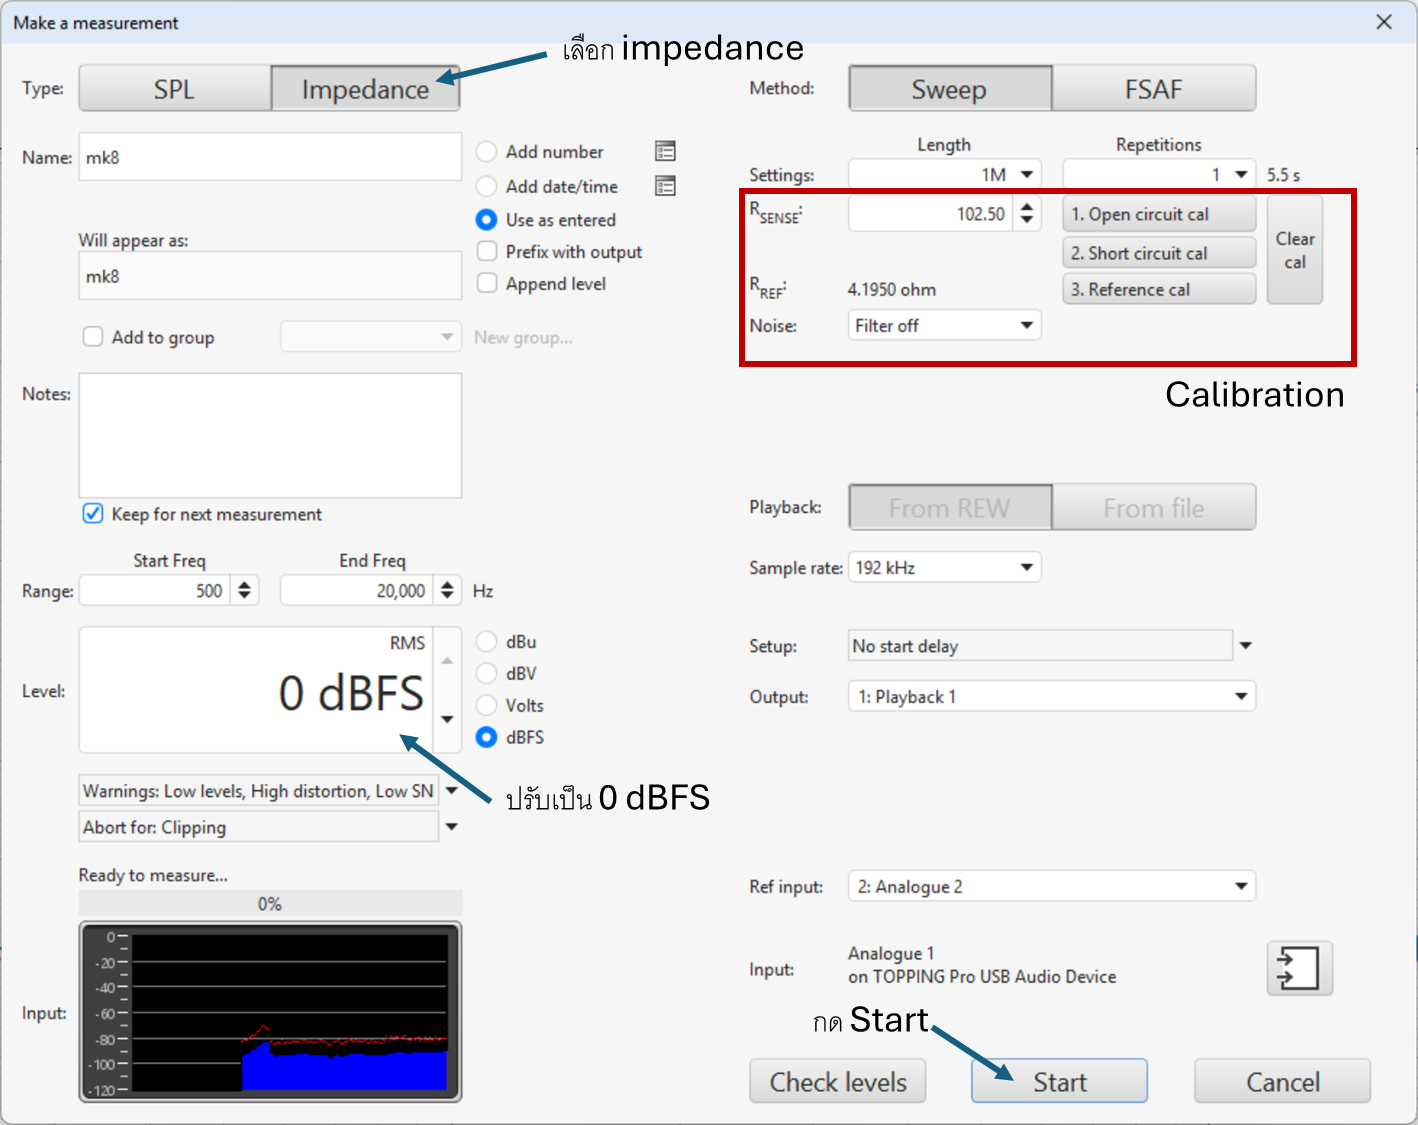 Make a measurement
เลือก impedance
Type:
SPL
Impedance
Name:
mk8
Add number
Add date/time
Use as entered
Will appear as:
Prefix with output
mk8
Append level
Add to group
New group...
Notes:
Keep for next measurement
Start Freq
End Freq
Range:
500
20,000
Hz
Level:
RMS
0 dBFS
dBu
dBV
Volts
dBFS
ปรับเป็น 0 dBFS
Warnings: Low levels, High distortion, Low SN
Abort for: Clipping
Ready to measure...
0%
Input:
0
-20
-40
-60
-80
-100
-120
Method:
Sweep
FSAF
Length
Repetitions
Settings:
1M
1
5.5 s
RSENSE:
102.50
1. Open circuit cal
2. Short circuit cal
Clear
cal
RREF:
4.1950 ohm
3. Reference cal
Noise:
Filter off
Calibration
Playback:
From REW
From file
Sample rate:
192 kHz
Setup:
No start delay
Output:
1: Playback 1
Ref input:
2: Analogue 2
Input:
Analogue 1
on TOPPING Pro USB Audio Device
กด Start
Check levels
Start
Cancel